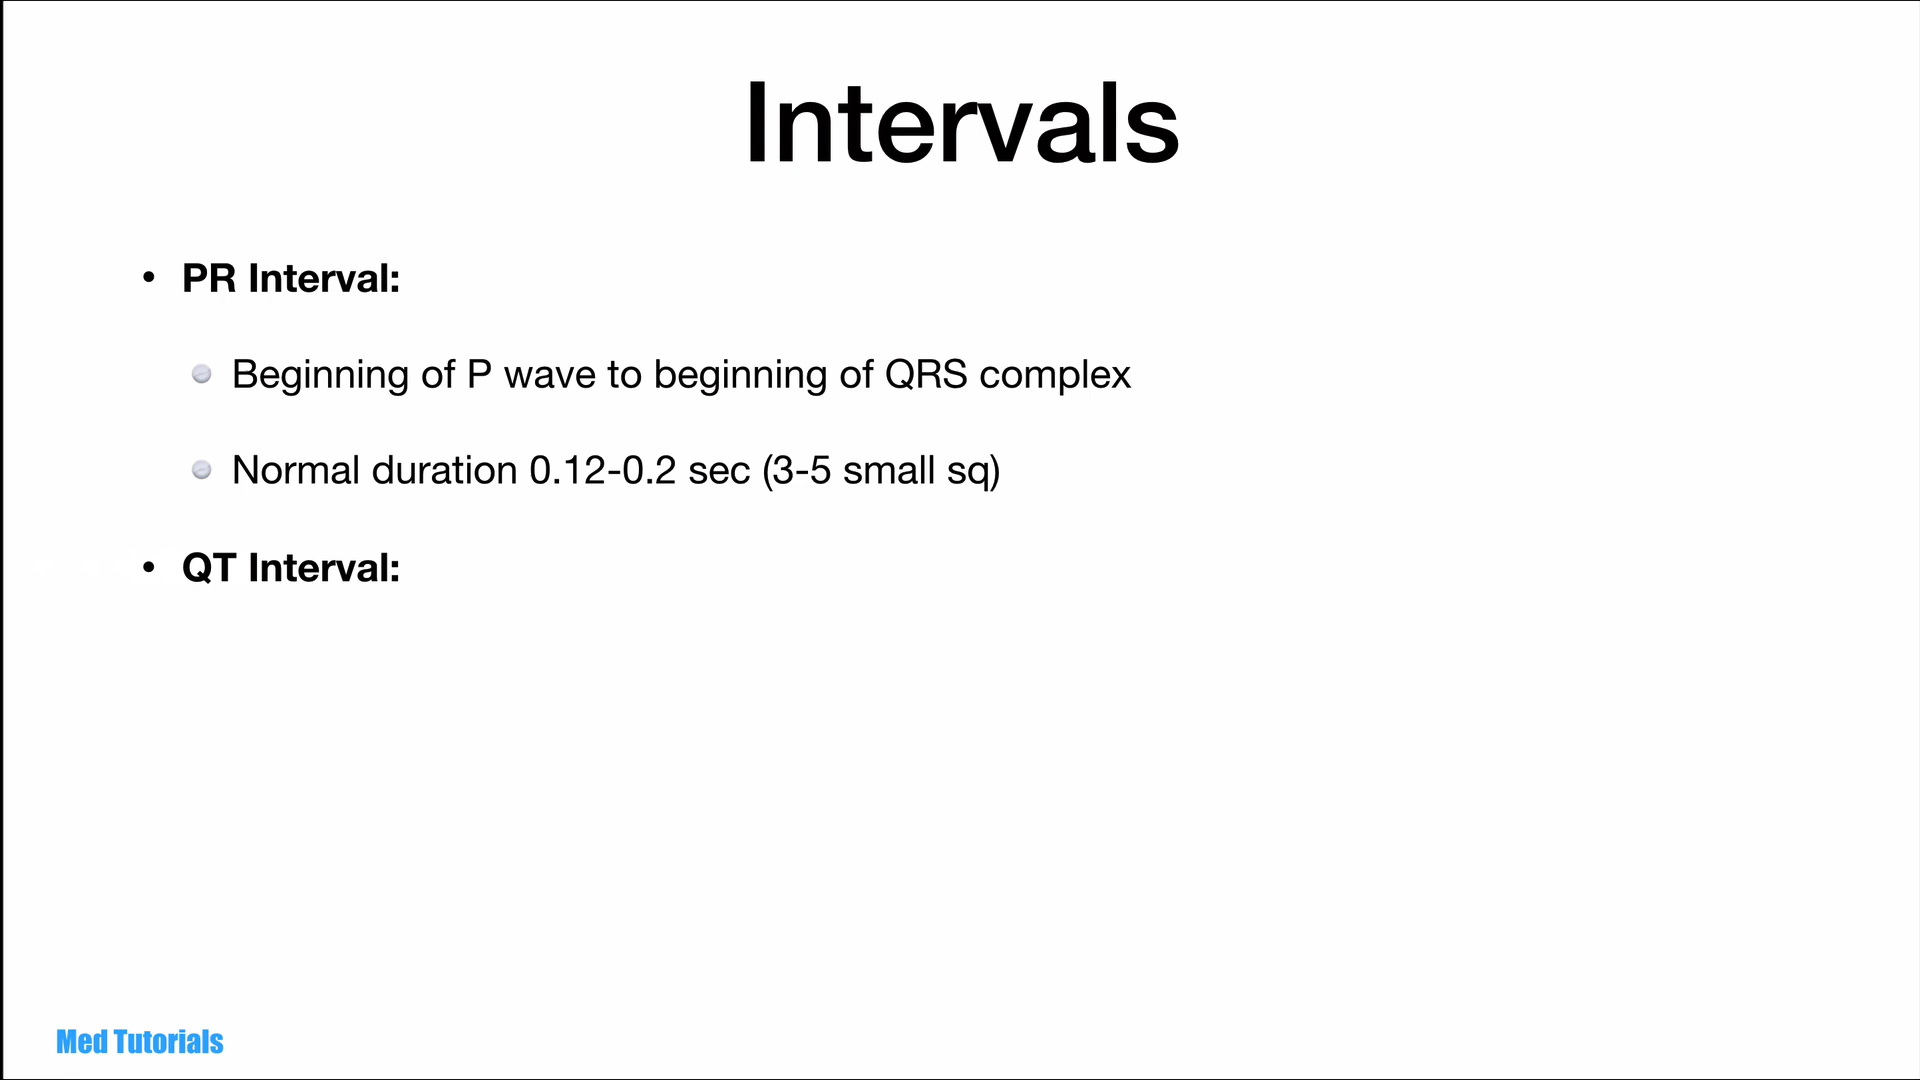 Intervals
• PR Interval:
Beginning of P wave to beginning of QRS complex
Normal duration 0.12-0.2 sec (3-5 small sq)
• QT Interval:
Med Tutorials